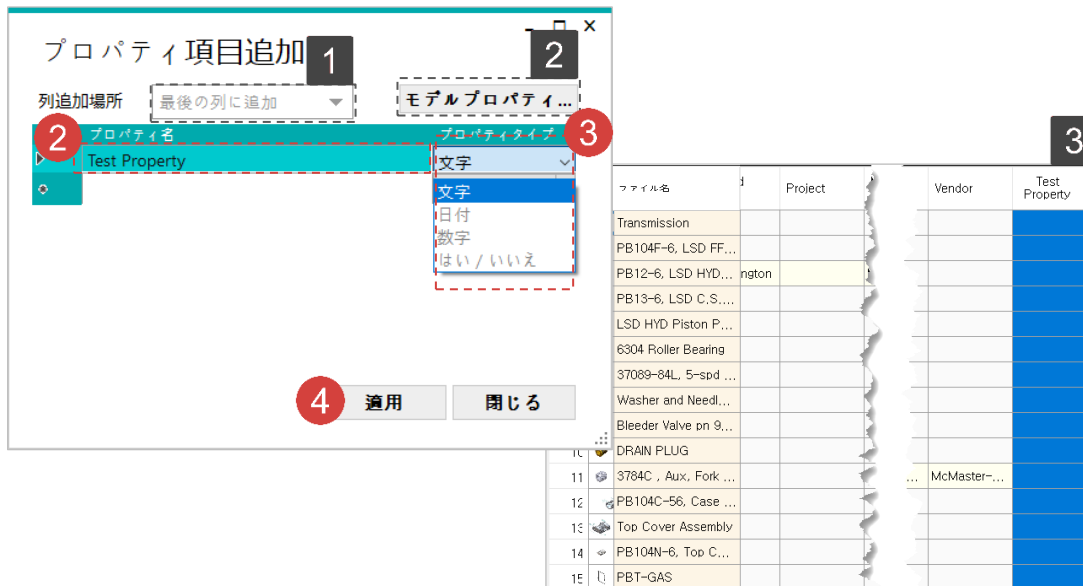 プロパティ項目追加
1
2
列追加場所
最後の列に追加
モデルプロパティ...
2
プロパティ名
プロパティタイプ
3
Test Property
文字
文字
日付
数字
はい / いいえ
4
適用
閉じる
3
ファイル名
Project
Vendor
Test
Property
Transmission
PB104F-6, LSD FF...
PB12-6, LSD HYD...
ngton
PB13-6, LSD C.S....
LSD HYD Piston P...
6304 Roller Bearing
37089-84L, 5-spd ...
Washer and Needl...
Bleeder Valve pn 9...
10 DRAIN PLUG
11 3784C , Aux, Fork ...
... McMaster-...
12 PB104C-56, Case ...
13 Top Cover Assembly
14 PB104N-6, Top C...
15 PBT-GAS